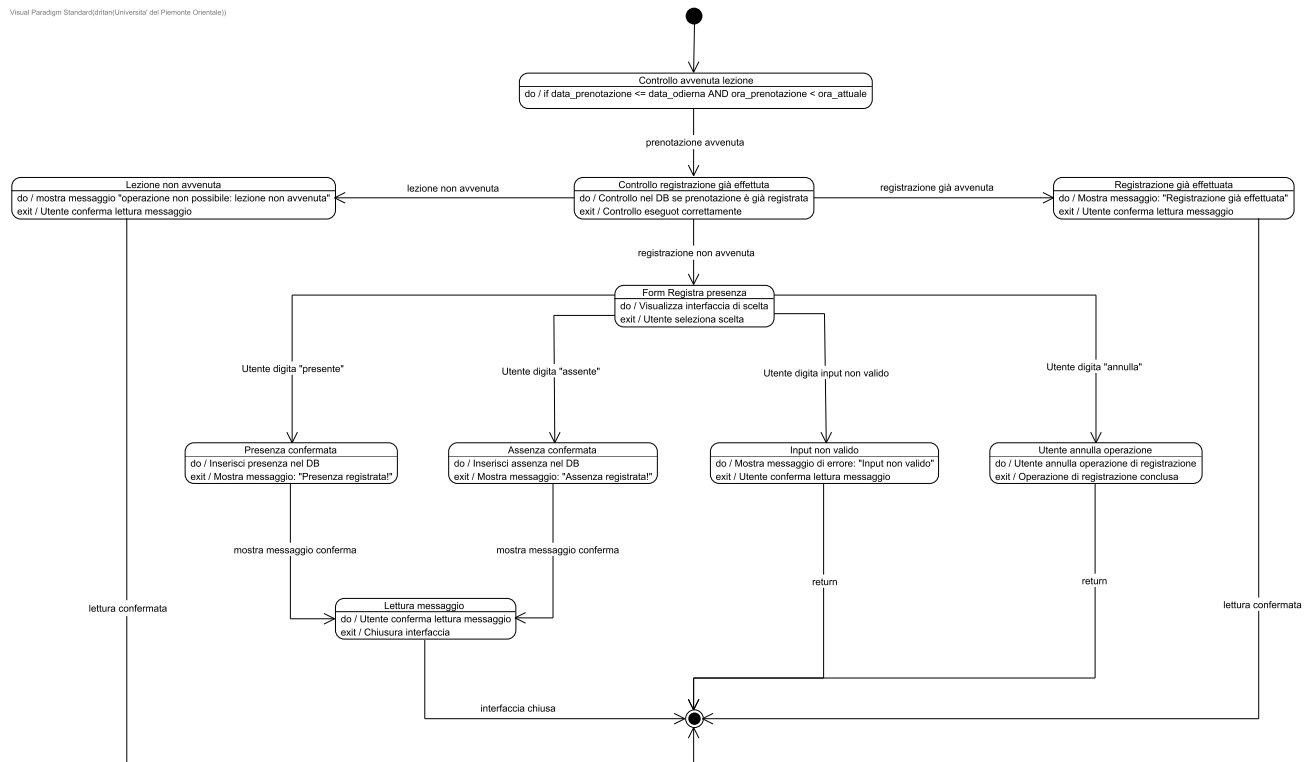 Visual Paradigm Standard(dritan(Universita' del Piemonte Orientale))
Controllo avvenuta lezione
do / if data_prenotazione <= data_odierna AND ora_prenotazione < ora_attuale
prenotazione avvenuta
Lezione non avvenuta
do / mostra messaggio "operazione non possibile: lezione non avvenuta"
exit / Utente conferma lettura messaggio
lezione non avvenuta
Controllo registrazione già effettuta
do / Controllo nel DB se prenotazione è già registrata
exit / Controllo eseguot correttamente
registrazione già avvenuta
Registrazione già effettuata
do / Mostra messaggio: "Registrazione già effettuata"
exit / Utente conferma lettura messaggio
registrazione non avvenuta
Form Registra presenza
do / Visualizza interfaccia di scelta
exit / Utente seleziona scelta
Utente digita "presente"
Utente digita "assente"
Utente digita input non valido
Utente digita "annulla"
Presenza confermata
do / Inserisci presenza nel DB
exit / Mostra messaggio: "Presenza registrata!"
Assenza confermata
do / Inserisci assenza nel DB
exit / Mostra messaggio: "Assenza registrata!"
Input non valido
do / Mostra messaggio di errore: "Input non valido"
exit / Utente conferma lettura messaggio
Utente annulla operazione
do / Utente annulla operazione di registrazione
exit / Operazione di registrazione conclusa
mostra messaggio conferma
mostra messaggio conferma
return
return
lettura confermata
lettura confermata
Lettura messaggio
do / Utente conferma lettura messaggio
exit / Chiusura interfaccia
interfaccia chiusa